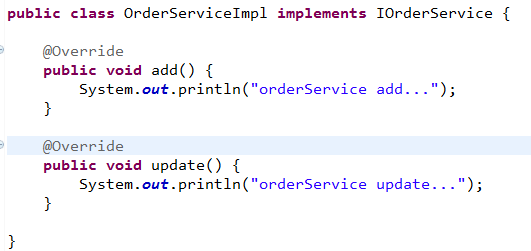 public class OrderServiceImpl implements IOrderService {
@Override
public void add() {
System.out.println("orderService add...");
}
@Override
public void update() {
System.out.println("orderService update...");
}
}